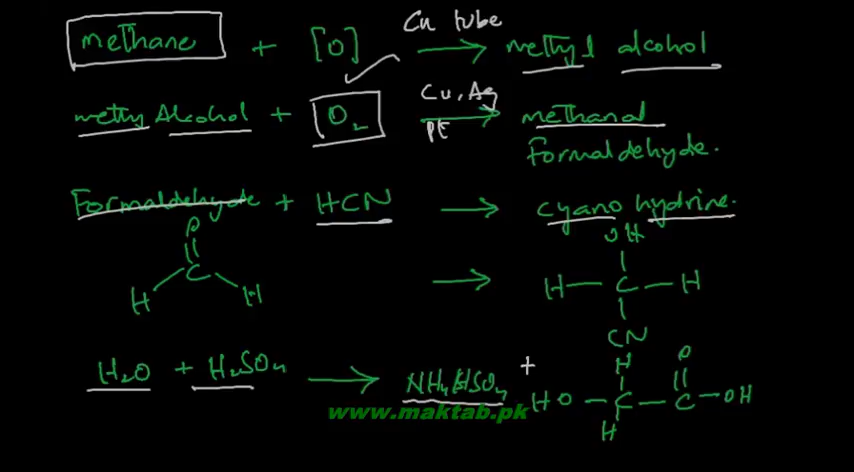 Cu tube
methane + [O] → methyl alcohol
Cu, Ag
methy Alcohol + O2 → methanal
Pt
formaldehyde.
Formaldehyde + HCN → cyano hydrine.
O OH
C → H — C — H
H H
CN
H O
H2O + H2SO4 → NH4HSO4 + HO — C — C — OH
H
www.maktab.pk